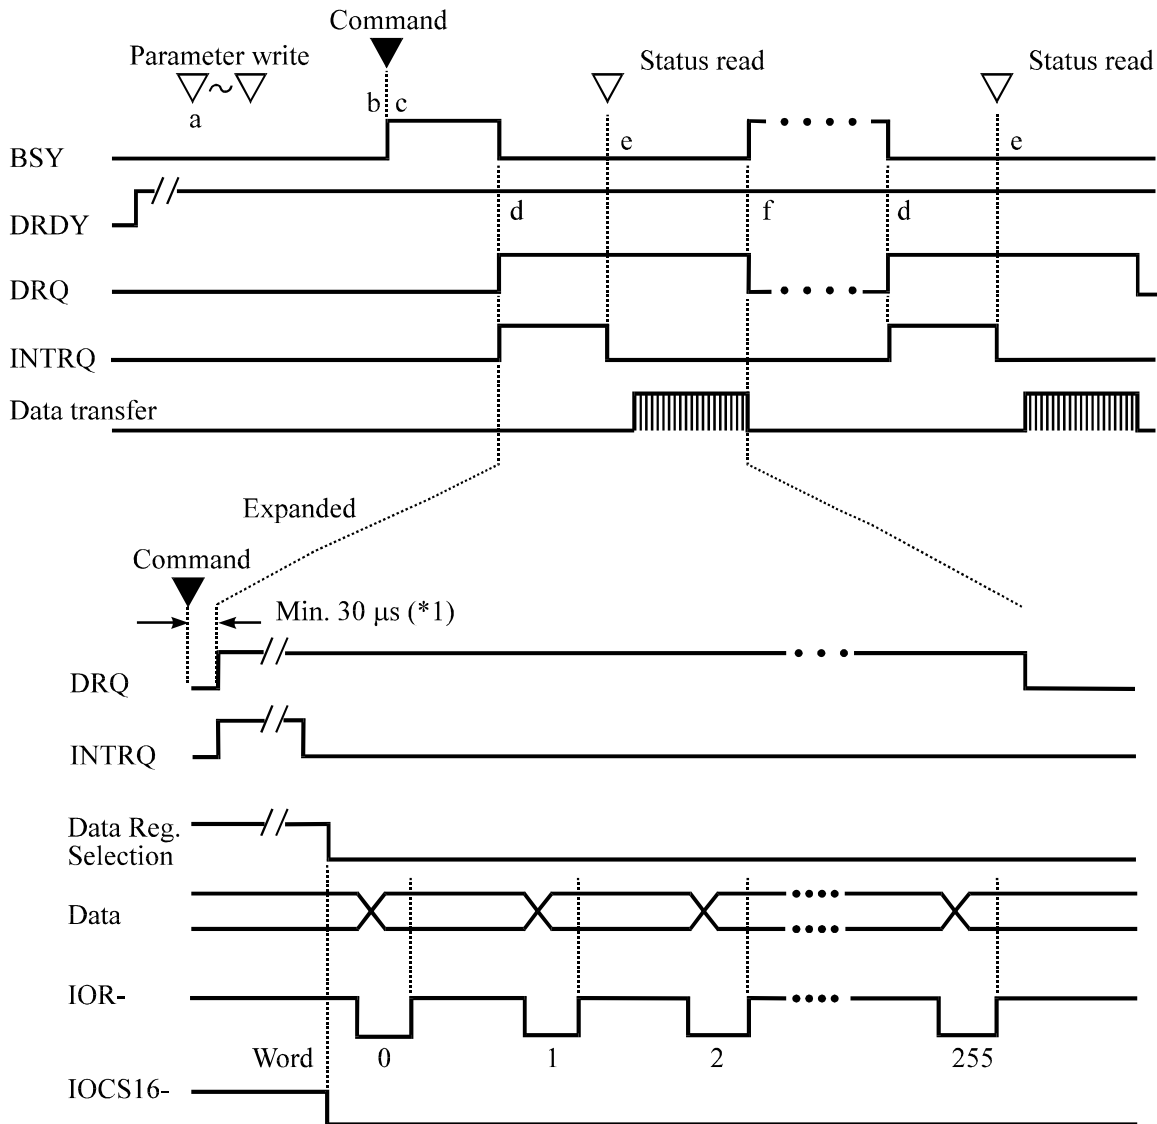 Command
Parameter write
Status read
Status read
a
b c
BSY
e
e
DRDY
d
f
d
DRQ
INTRQ
Data transfer
Expanded
Command
Min. 30 µs (*1)
DRQ
INTRQ
Data Reg.
Selection
Data
IOR-
Word 0 1 2 255
IOCS16-